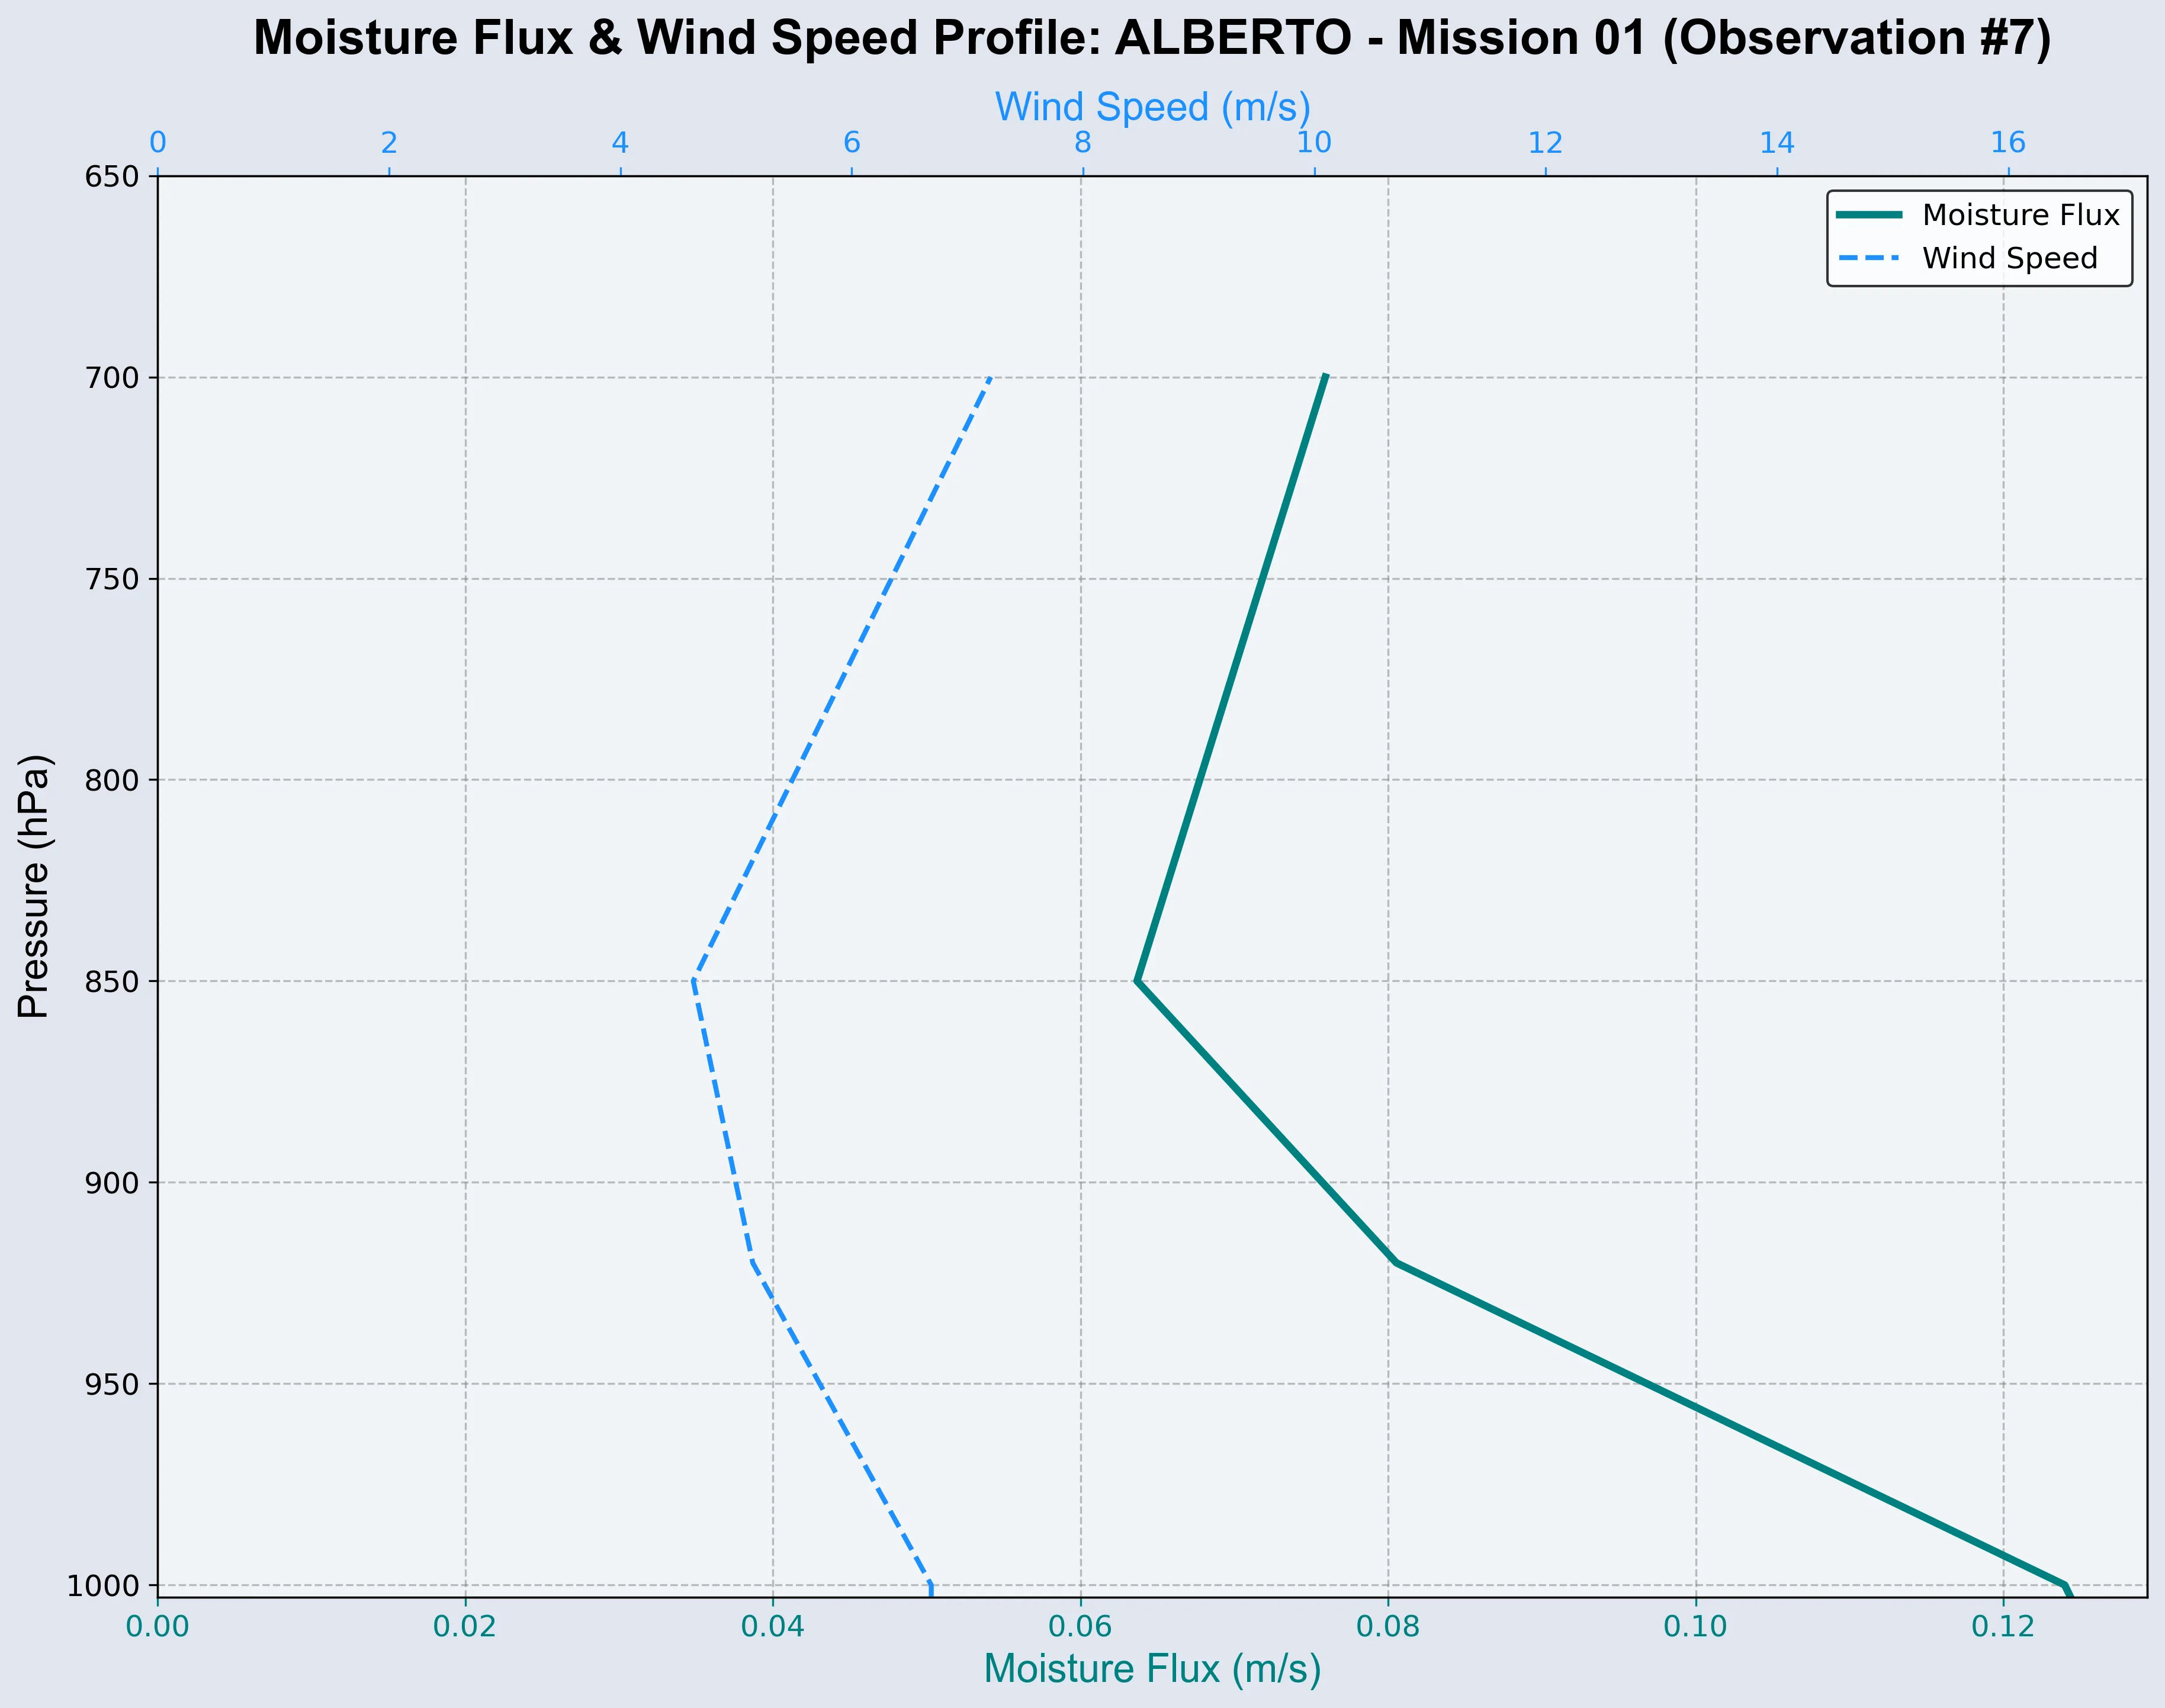 Moisture Flux & Wind Speed Profile: ALBERTO - Mission 01 (Observation #7)
Wind Speed (m/s)
0 2 4 6 8 10 12 14 16
Moisture Flux
Wind Speed
Pressure (hPa)
650
700
750
800
850
900
950
1000
0.00 0.02 0.04 0.06 0.08 0.10 0.12
Moisture Flux (m/s)